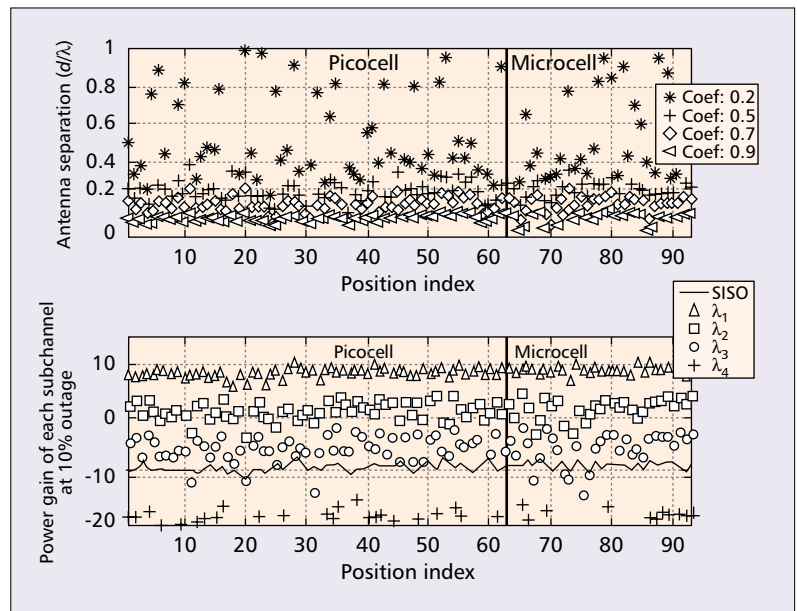 Antenna separation (d/λ)
1
0.8
0.6
0.4
0.2
0
Picocell
Microcell
Coef: 0.2
Coef: 0.5
Coef: 0.7
Coef: 0.9
10 20 30 40 50 60 70 80 90
Position index
Power gain of each subchannel
at 10% outage
10
0
-10
-20
Picocell
Microcell
SISO
λ1
λ2
λ3
λ4
10 20 30 40 50 60 70 80 90
Position index